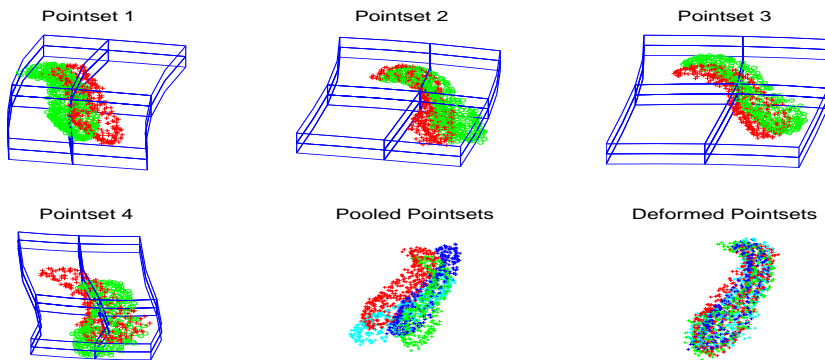 Pointset 1
Pointset 2
Pointset 3
Pointset 4
Pooled Pointsets
Deformed Pointsets